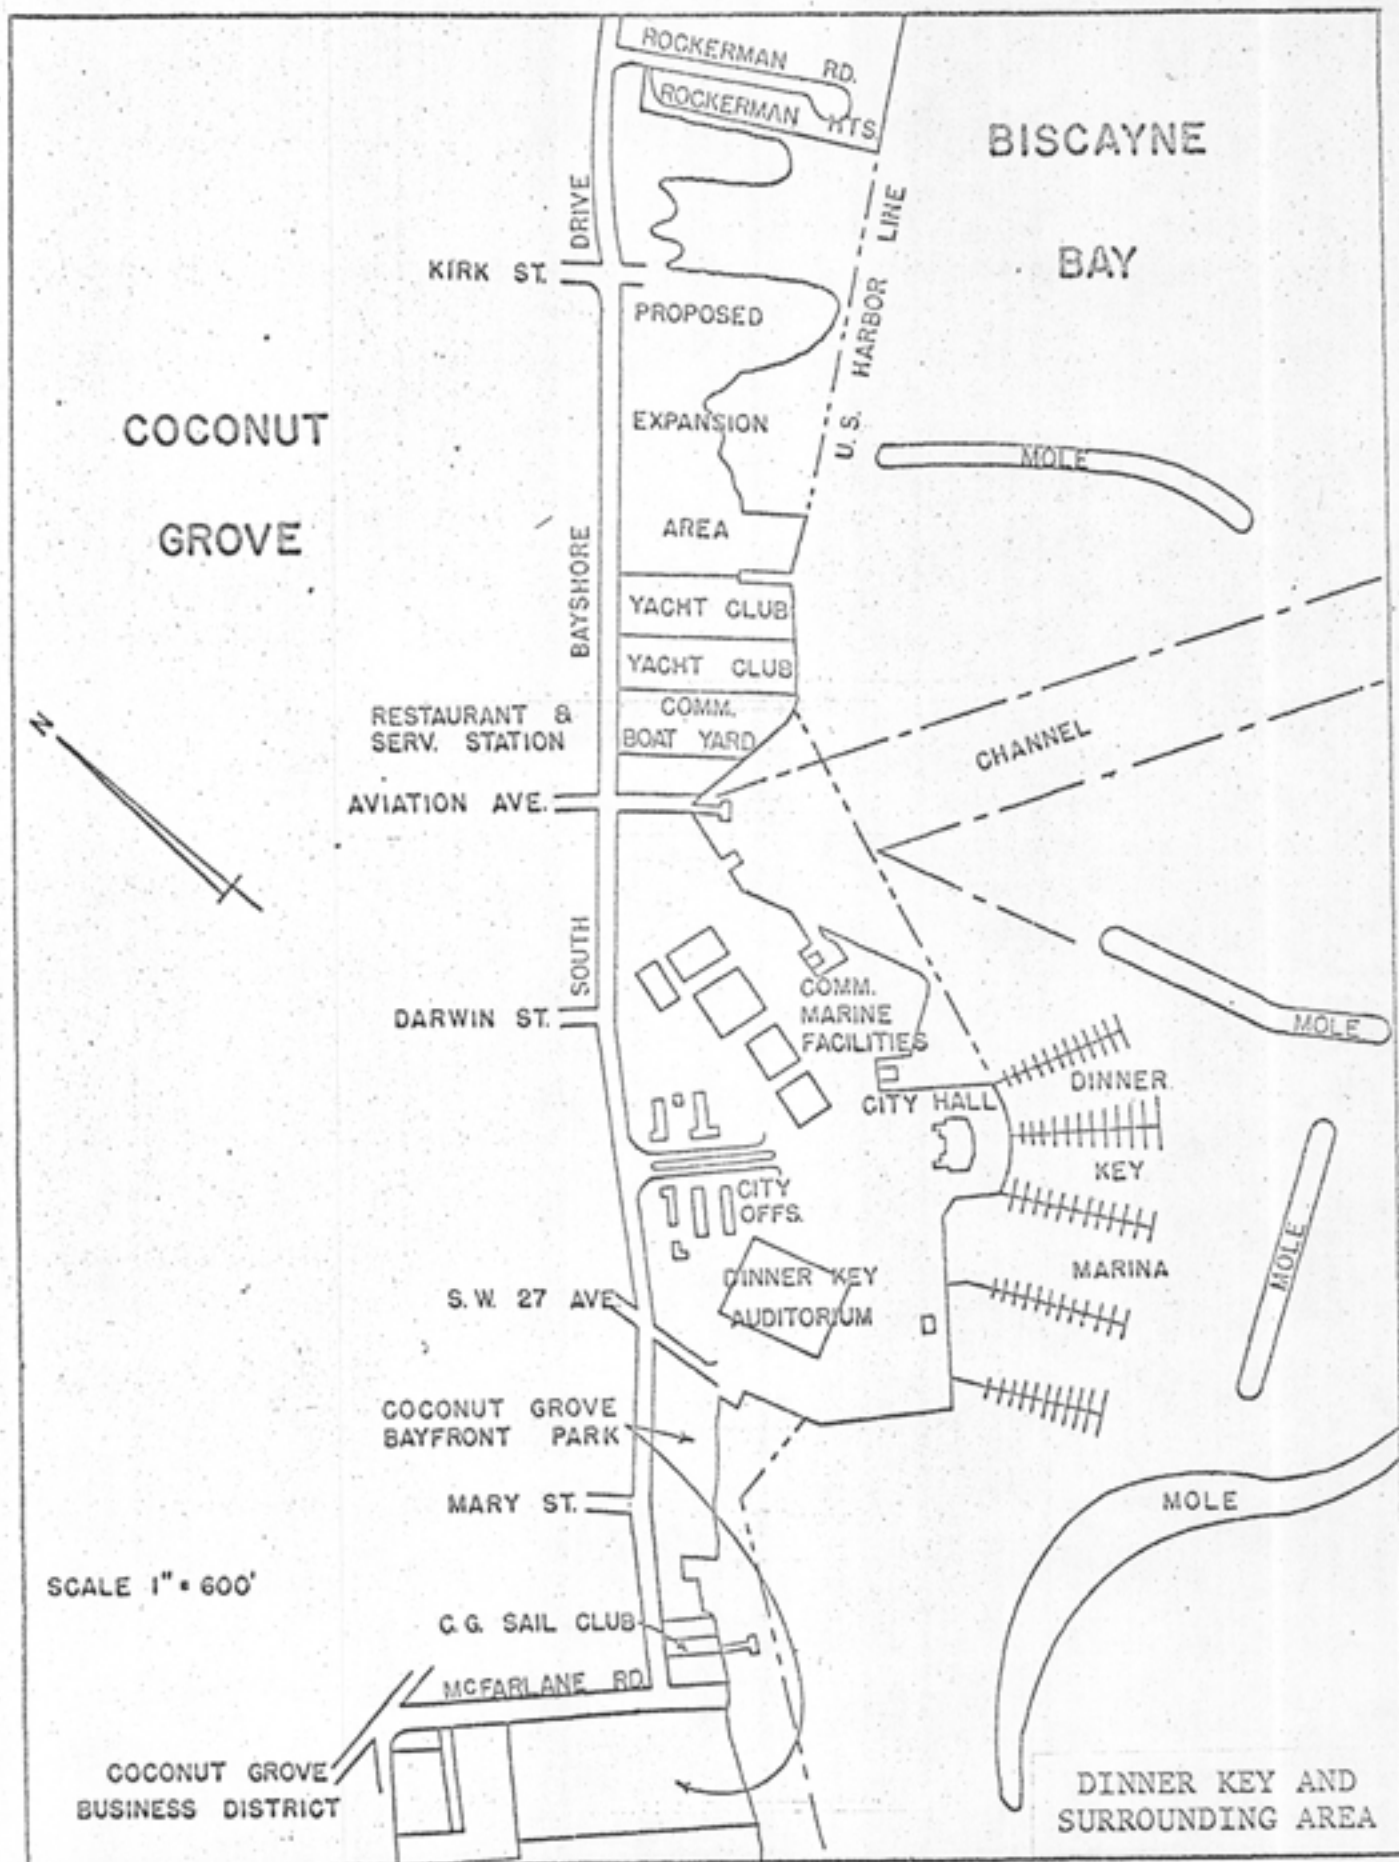 ROCKERMAN RD.
ROCKERMAN HTS.
BISCAYNE
BAY
U. S. HARBOR LINE
KIRK ST.
SOUTH BAYSHORE DRIVE
PROPOSED
EXPANSION
AREA
COCONUT
GROVE
MOLE
YACHT CLUB
YACHT CLUB
COMM.
BOAT YARD
RESTAURANT &
SERV. STATION
N
CHANNEL
AVIATION AVE.
DARWIN ST.
COMM.
MARINE
FACILITIES
MOLE
CITY HALL
DINNER
KEY
MARINA
CITY
OFFS.
MOLE
S.W. 27 AVE
DINNER KEY
AUDITORIUM
COCONUT GROVE
BAYFRONT PARK
MARY ST.
MOLE
SCALE 1" = 600'
C. G. SAIL CLUB
McFARLANE RD.
COCONUT GROVE
BUSINESS DISTRICT
DINNER KEY AND
SURROUNDING AREA